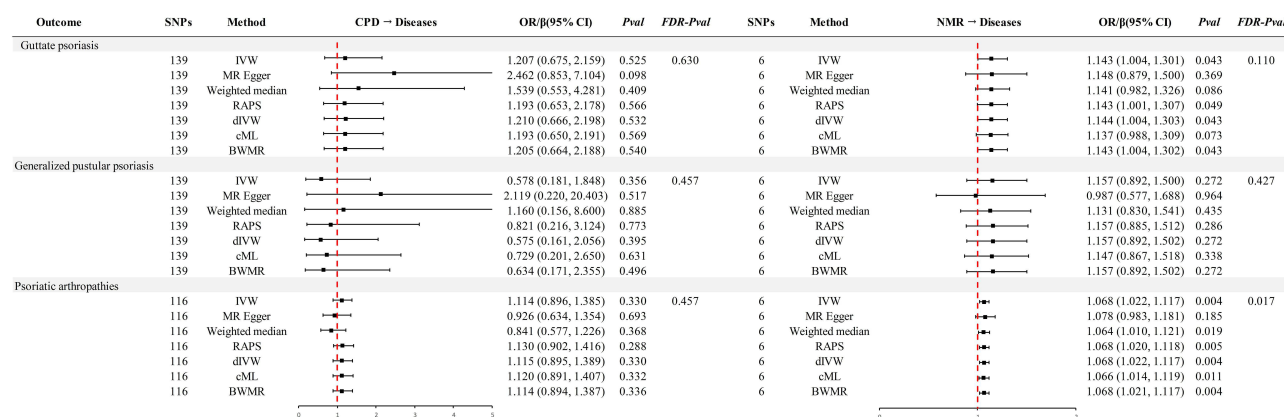 Outcome SNPs Method CPD → Diseases OR/β(95% CI) Pval FDR-Pval SNPs Method NMR → Diseases OR/β(95% CI) Pval FDR-Pval
Guttate psoriasis
139 IVW 1.207 (0.675, 2.159) 0.525 0.630 6 IVW 1.143 (1.004, 1.301) 0.043 0.110
139 MR Egger 2.462 (0.853, 7.104) 0.098 6 MR Egger 1.148 (0.879, 1.500) 0.369
139 Weighted median 1.539 (0.553, 4.281) 0.409 6 Weighted median 1.141 (0.982, 1.326) 0.086
139 RAPS 1.193 (0.653, 2.178) 0.566 6 RAPS 1.143 (1.001, 1.307) 0.049
139 dIVW 1.210 (0.666, 2.198) 0.532 6 dIVW 1.144 (1.004, 1.303) 0.043
139 cML 1.193 (0.650, 2.191) 0.569 6 cML 1.137 (0.988, 1.309) 0.073
139 BWMR 1.205 (0.664, 2.188) 0.540 6 BWMR 1.143 (1.004, 1.302) 0.043
Generalized pustular psoriasis
139 IVW 0.578 (0.181, 1.848) 0.356 0.457 6 IVW 1.157 (0.892, 1.500) 0.272 0.427
139 MR Egger 2.119 (0.220, 20.403) 0.517 6 MR Egger 0.987 (0.577, 1.688) 0.964
139 Weighted median 1.160 (0.156, 8.600) 0.885 6 Weighted median 1.131 (0.830, 1.541) 0.435
139 RAPS 0.821 (0.216, 3.124) 0.773 6 RAPS 1.157 (0.885, 1.512) 0.286
139 dIVW 0.575 (0.161, 2.056) 0.395 6 dIVW 1.157 (0.892, 1.502) 0.272
139 cML 0.729 (0.201, 2.650) 0.631 6 cML 1.147 (0.867, 1.518) 0.338
139 BWMR 0.634 (0.171, 2.355) 0.496 6 BWMR 1.157 (0.892, 1.502) 0.272
Psoriatic arthropathies
116 IVW 1.114 (0.896, 1.385) 0.330 0.457 6 IVW 1.068 (1.022, 1.117) 0.004 0.017
116 MR Egger 0.926 (0.634, 1.354) 0.693 6 MR Egger 1.078 (0.983, 1.181) 0.185
116 Weighted median 0.841 (0.577, 1.226) 0.368 6 Weighted median 1.064 (1.010, 1.121) 0.019
116 RAPS 1.130 (0.902, 1.416) 0.288 6 RAPS 1.068 (1.020, 1.118) 0.005
116 dIVW 1.115 (0.895, 1.389) 0.330 6 dIVW 1.068 (1.022, 1.117) 0.004
116 cML 1.120 (0.891, 1.407) 0.332 6 cML 1.066 (1.014, 1.119) 0.011
116 BWMR 1.114 (0.894, 1.387) 0.336 6 BWMR 1.068 (1.021, 1.117) 0.004
0 1 2 3 4 5